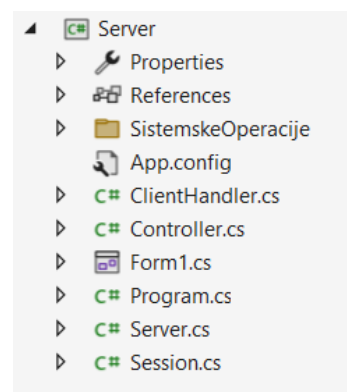 C# Server
Properties
References
SistemskeOperacije
App.config
C# ClientHandler.cs
C# Controller.cs
Form1.cs
C# Program.cs
C# Server.cs
C# Session.cs